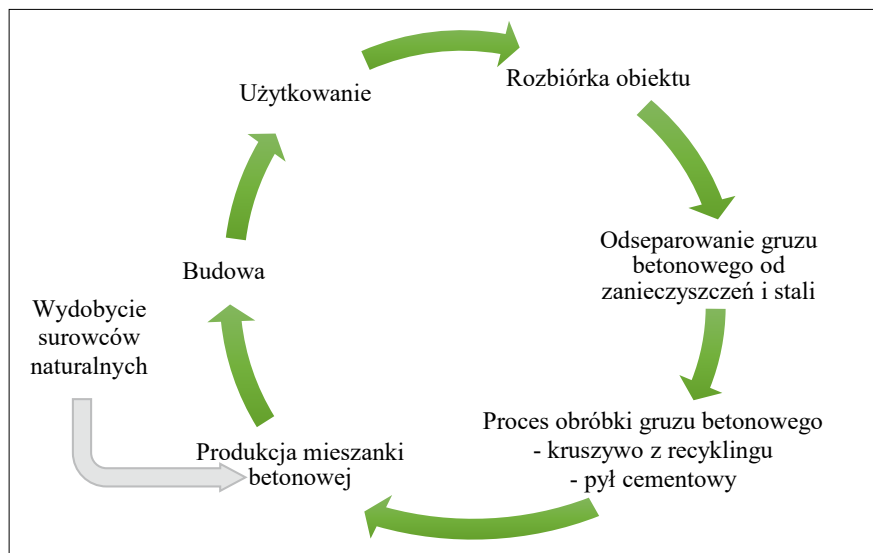 Użytkowanie
Rozbiórka obiektu
Odseparowanie gruzu
betonowego od
zanieczyszczeń i stali
Proces obróbki gruzu betonowego
- kruszywo z recyklingu
- pył cementowy
Produkcja mieszanki
betonowej
Budowa
Wydobycie
surowców
naturalnych